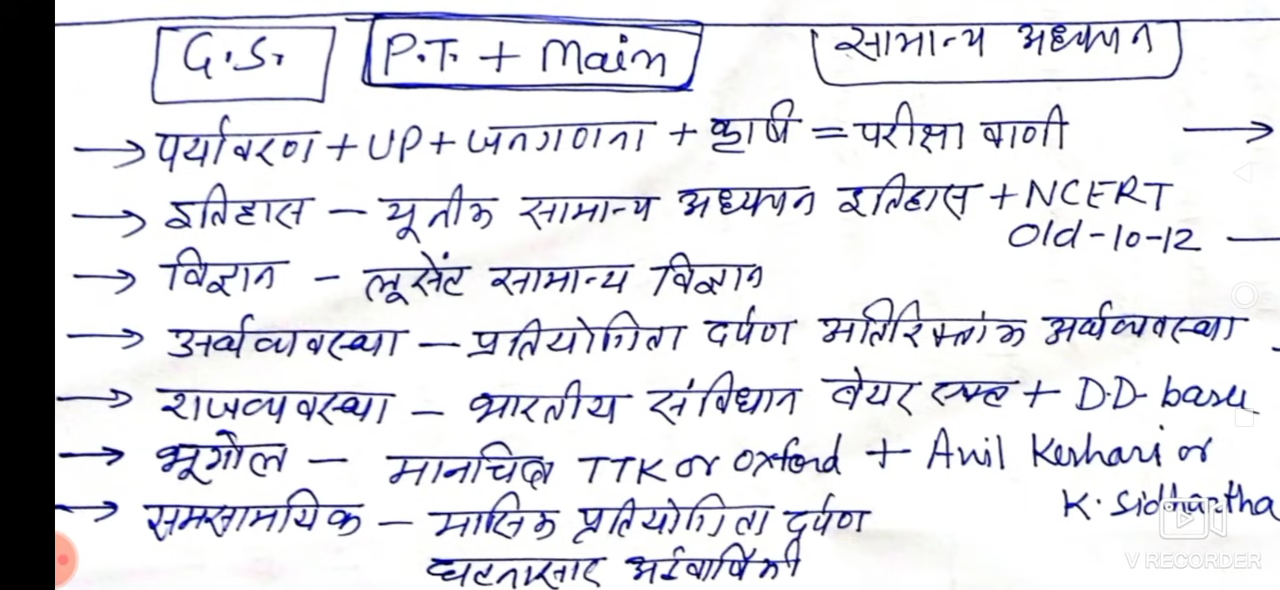 G.S. P.T. + Main सामान्य अध्ययन
→ पर्यावरण + UP + जनगणना + कृषि = परीक्षा वाणी →
→ इतिहास – यूनीक सामान्य अध्ययन इतिहास + NCERT
Old-10-12
→ विज्ञान – लूसेंट सामान्य विज्ञान
→ अर्थव्यवस्था – प्रतियोगिता दर्पण अतिरिक्तांक अर्थव्यवस्था
→ राजव्यवस्था – भारतीय संविधान वेयर + D.D. basu
→ भूगोल – मानचित्र TTK or oxford + Anil Keshari or
K. Siddhartha
→ समसामयिक – मासिक प्रतियोगिता दर्पण
घटनासार अर्द्धवार्षिकी
V RECORDER